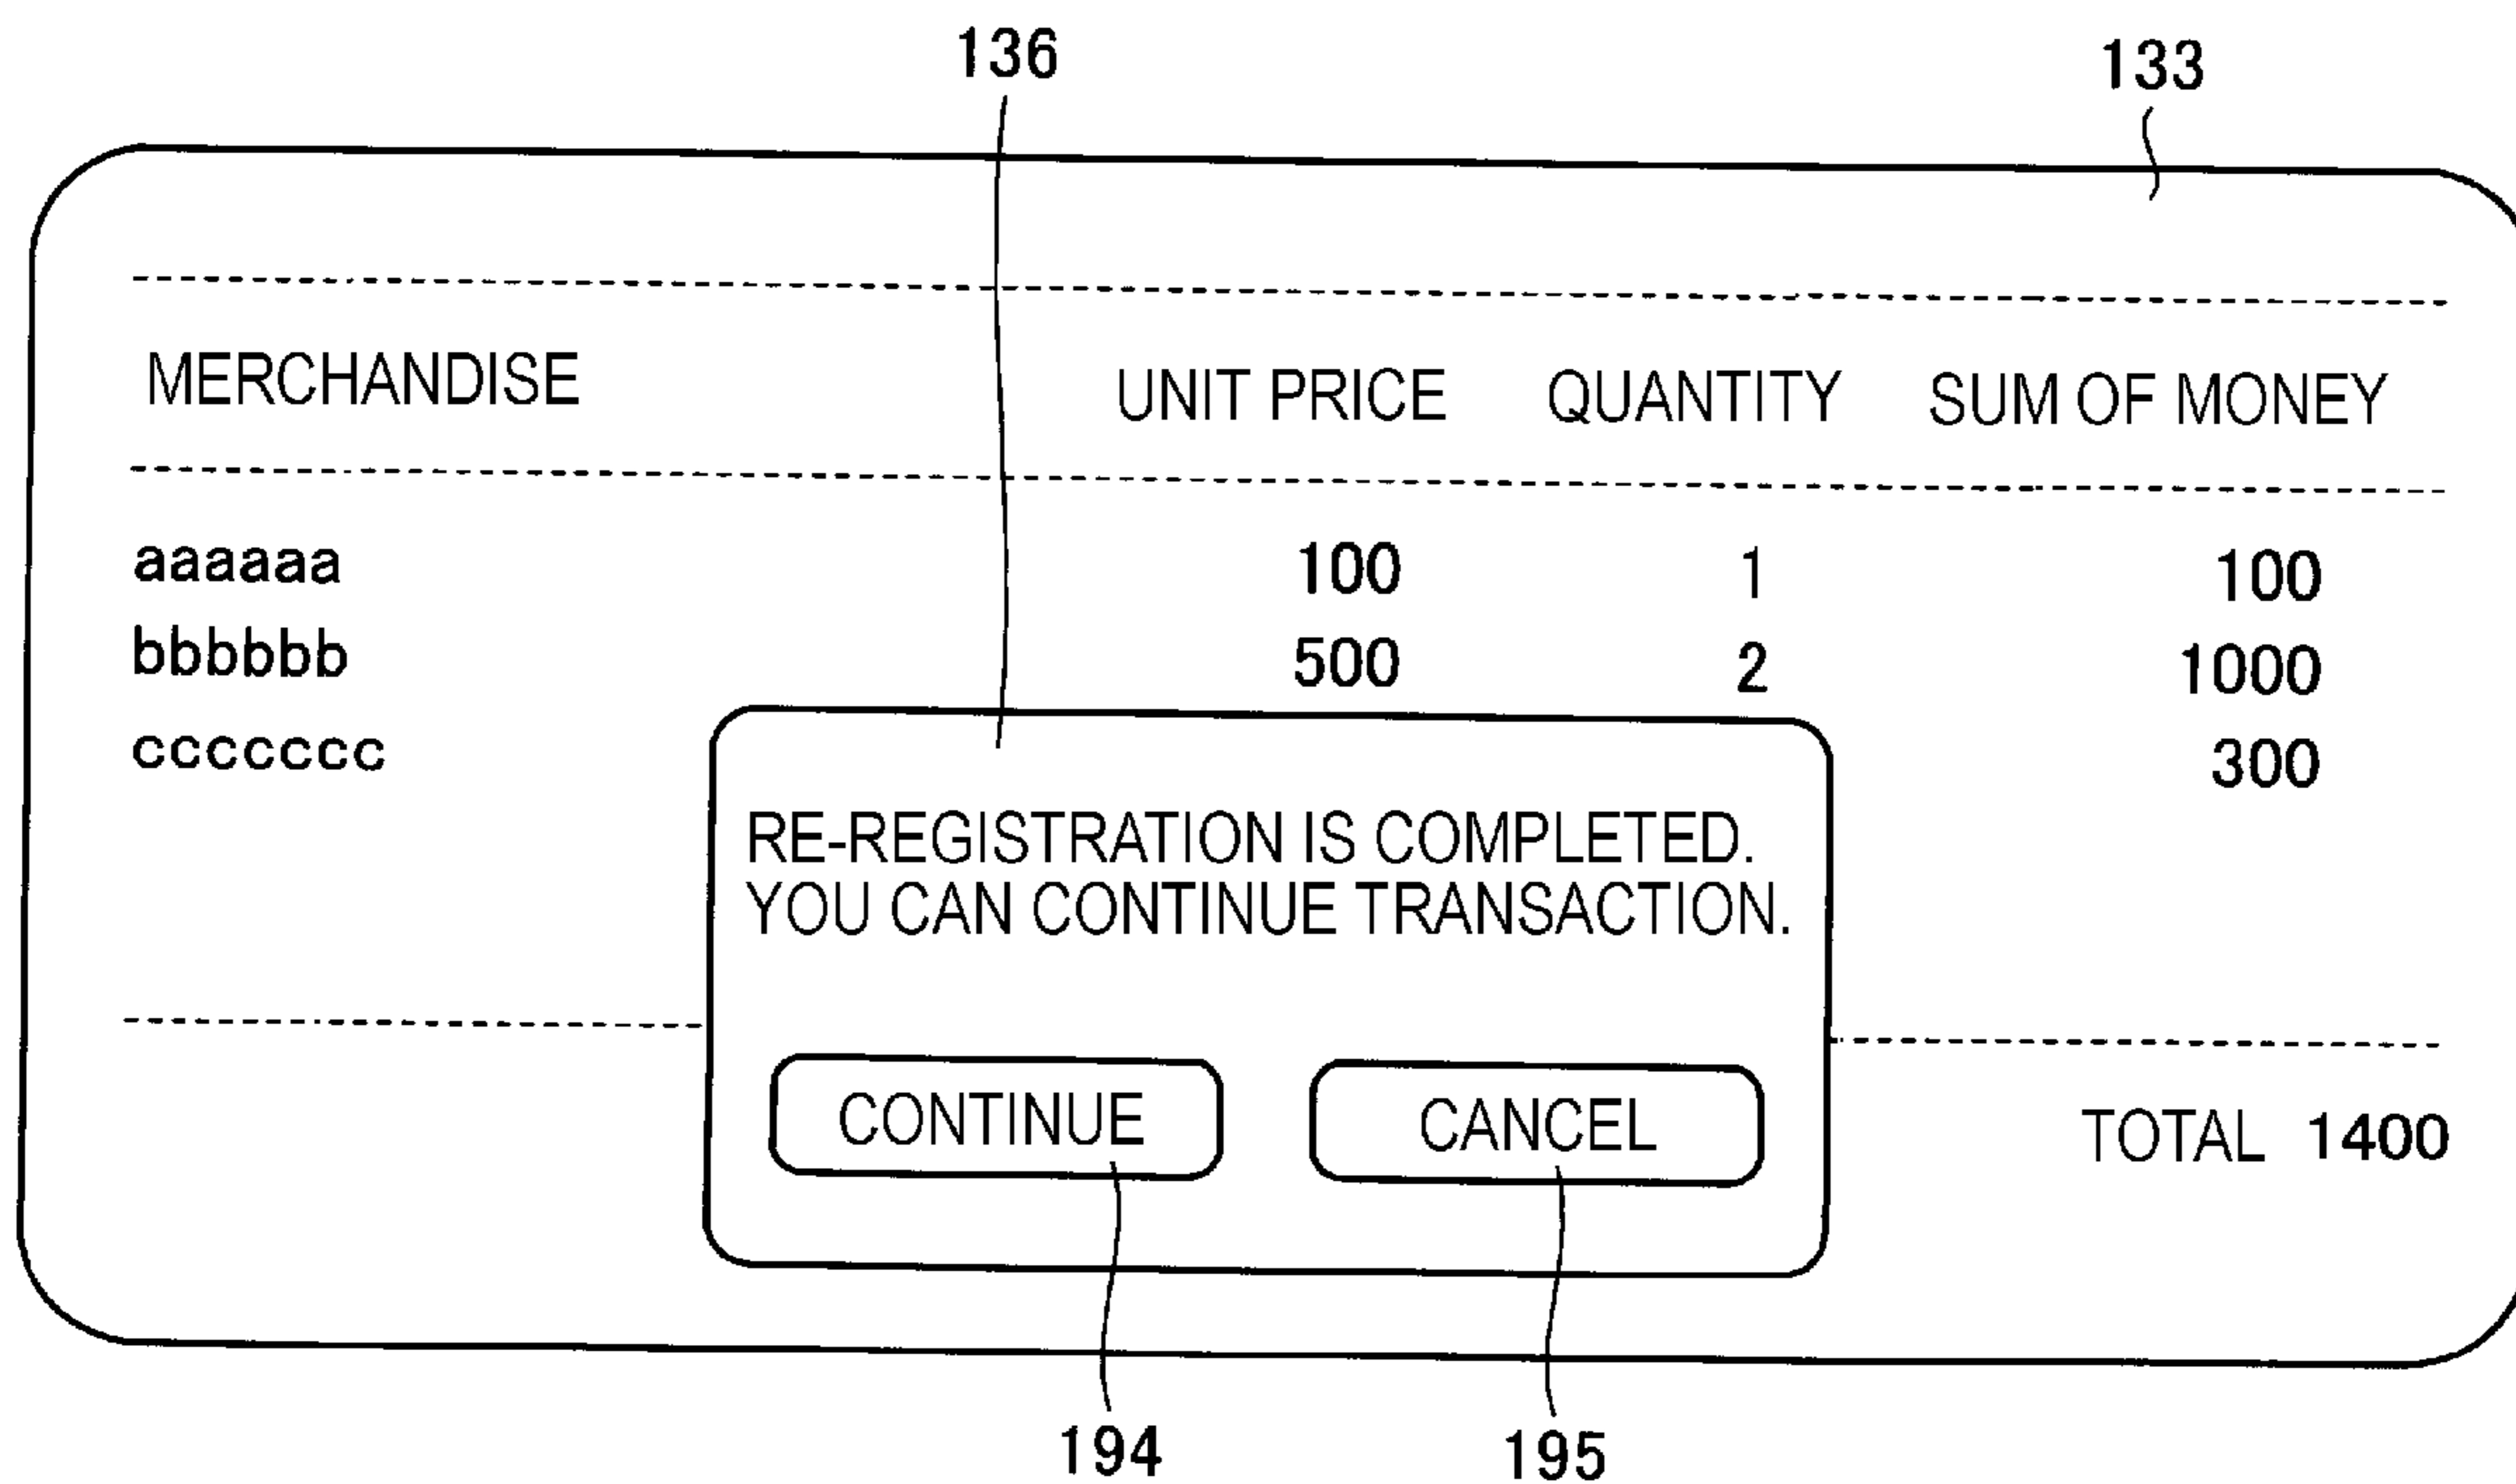 136
133
MERCHANDISE UNIT PRICE QUANTITY SUM OF MONEY
aaaaaa 100 1 100
bbbbbb 500 2 1000
ccccccc 300
RE-REGISTRATION IS COMPLETED.
YOU CAN CONTINUE TRANSACTION.
CONTINUE CANCEL TOTAL 1400
194 195